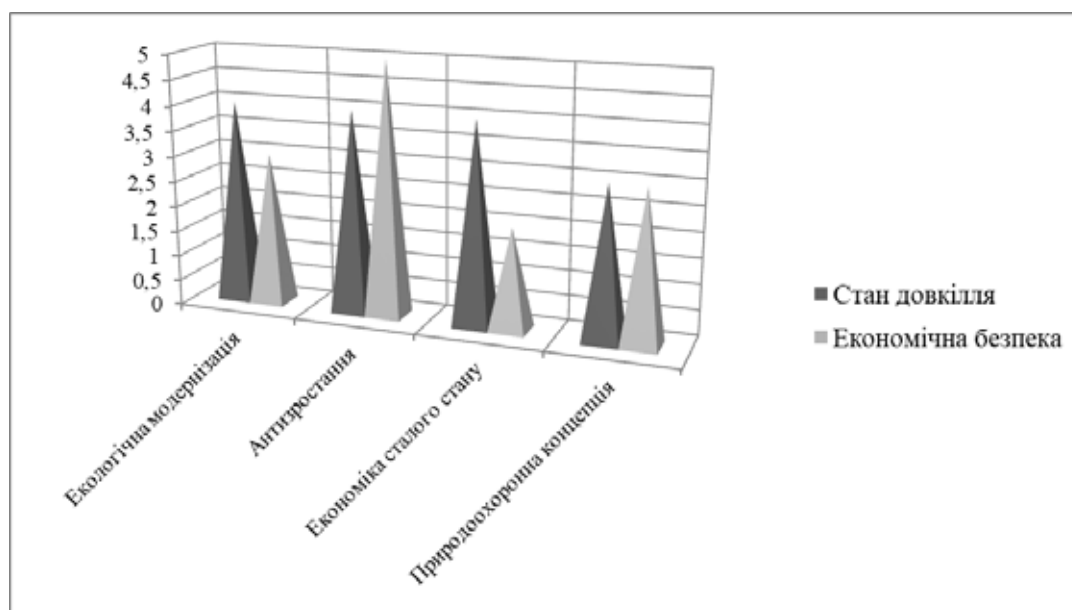 5
4,5
4
3,5
3
2,5
2
1,5
1
0,5
0
Екологічна модернізація
Антизростання
Економіка сталого стану
Природоохоронна концепція
Стан довкілля
Економічна безпека